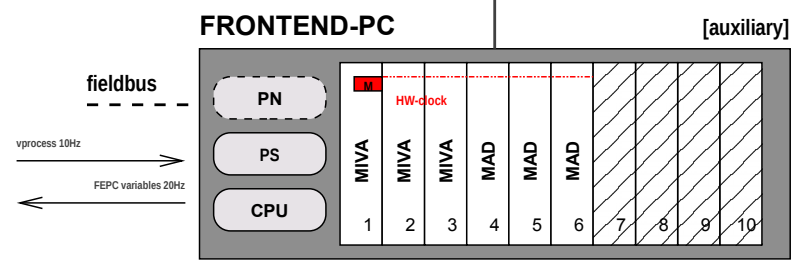 FRONTEND-PC
[auxiliary]
fieldbus
PN
M
HW-clock
vprocess 10Hz
PS
FEPC variables 20Hz
CPU
MIVA
MIVA
MIVA
MAD
MAD
MAD
1 2 3 4 5 6 7 8 9 10